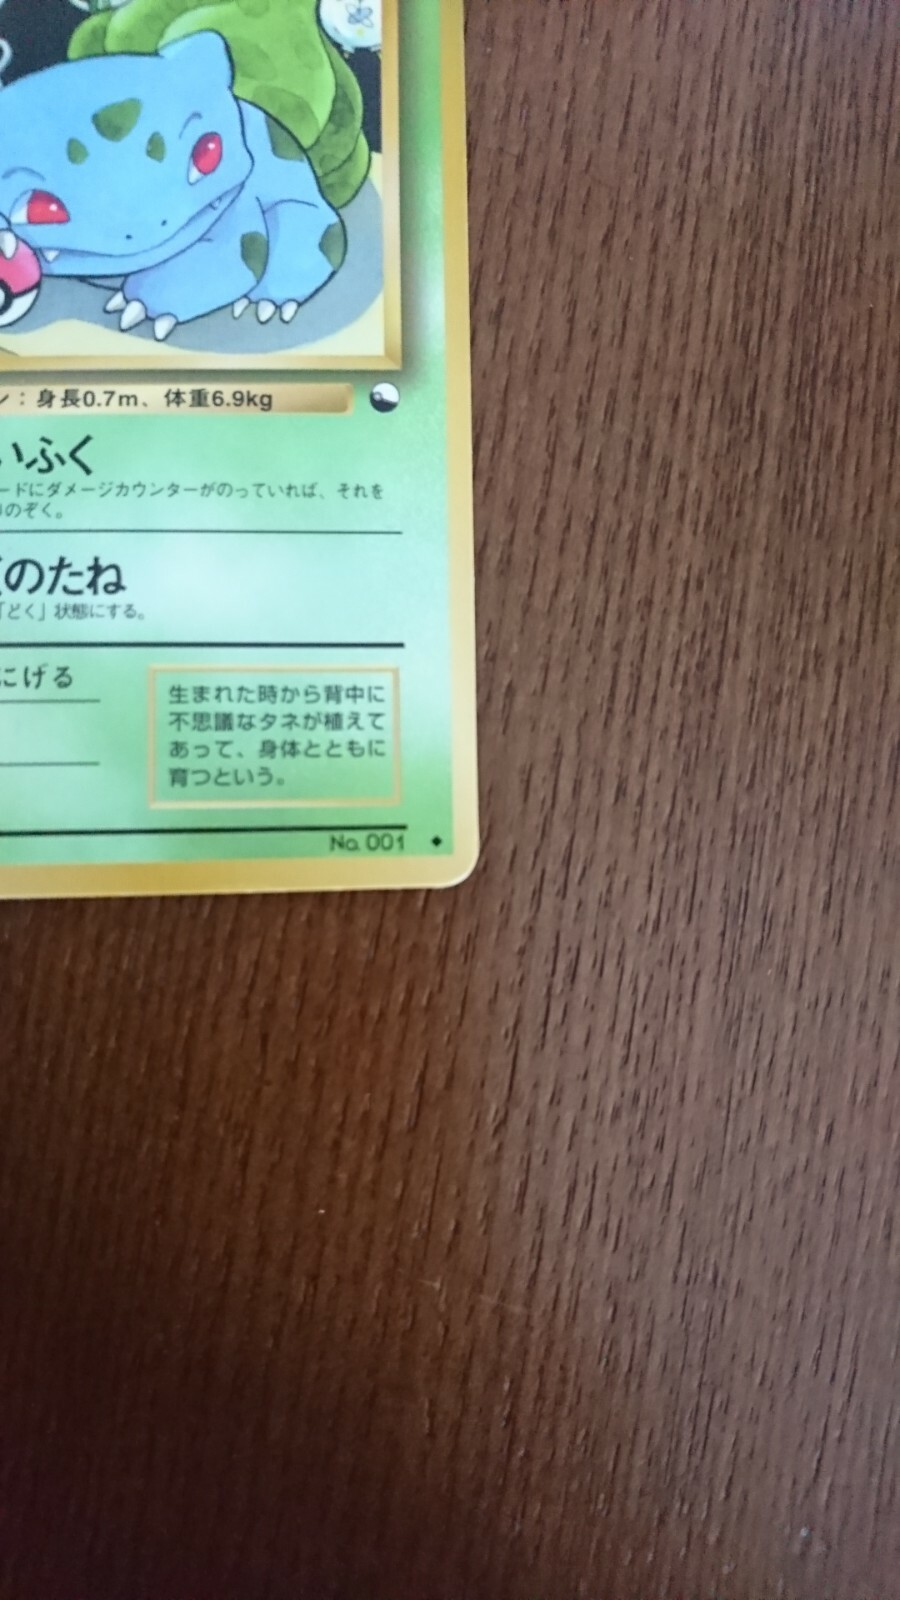 ン：身長0.7m、体重6.9kg
いふく
ードにダメージカウンターがのっていれば、それを
のぞく。
のたね
「どく」状態にする。
にげる
生まれた時から背中に
不思議なタネが植えて
あって、身体とともに
育つという。
No. 001 ◆